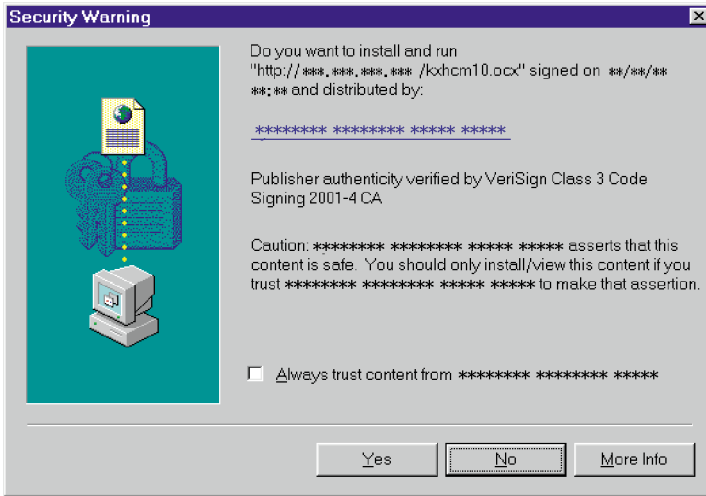 Security Warning
Do you want to install and run
"http://***.***.***.*** /kxhcm10.ocx" signed on **/**/**
**:** and distributed by:
******** ******** ***** *****
Publisher authenticity verified by VeriSign Class 3 Code
Signing 2001-4 CA
Caution: ******** ******** ***** ***** asserts that this
content is safe. You should only install/view this content if you
trust ******** ******** ***** ***** to make that assertion.
Always trust content from ******** ******** *****
Yes
No
More Info